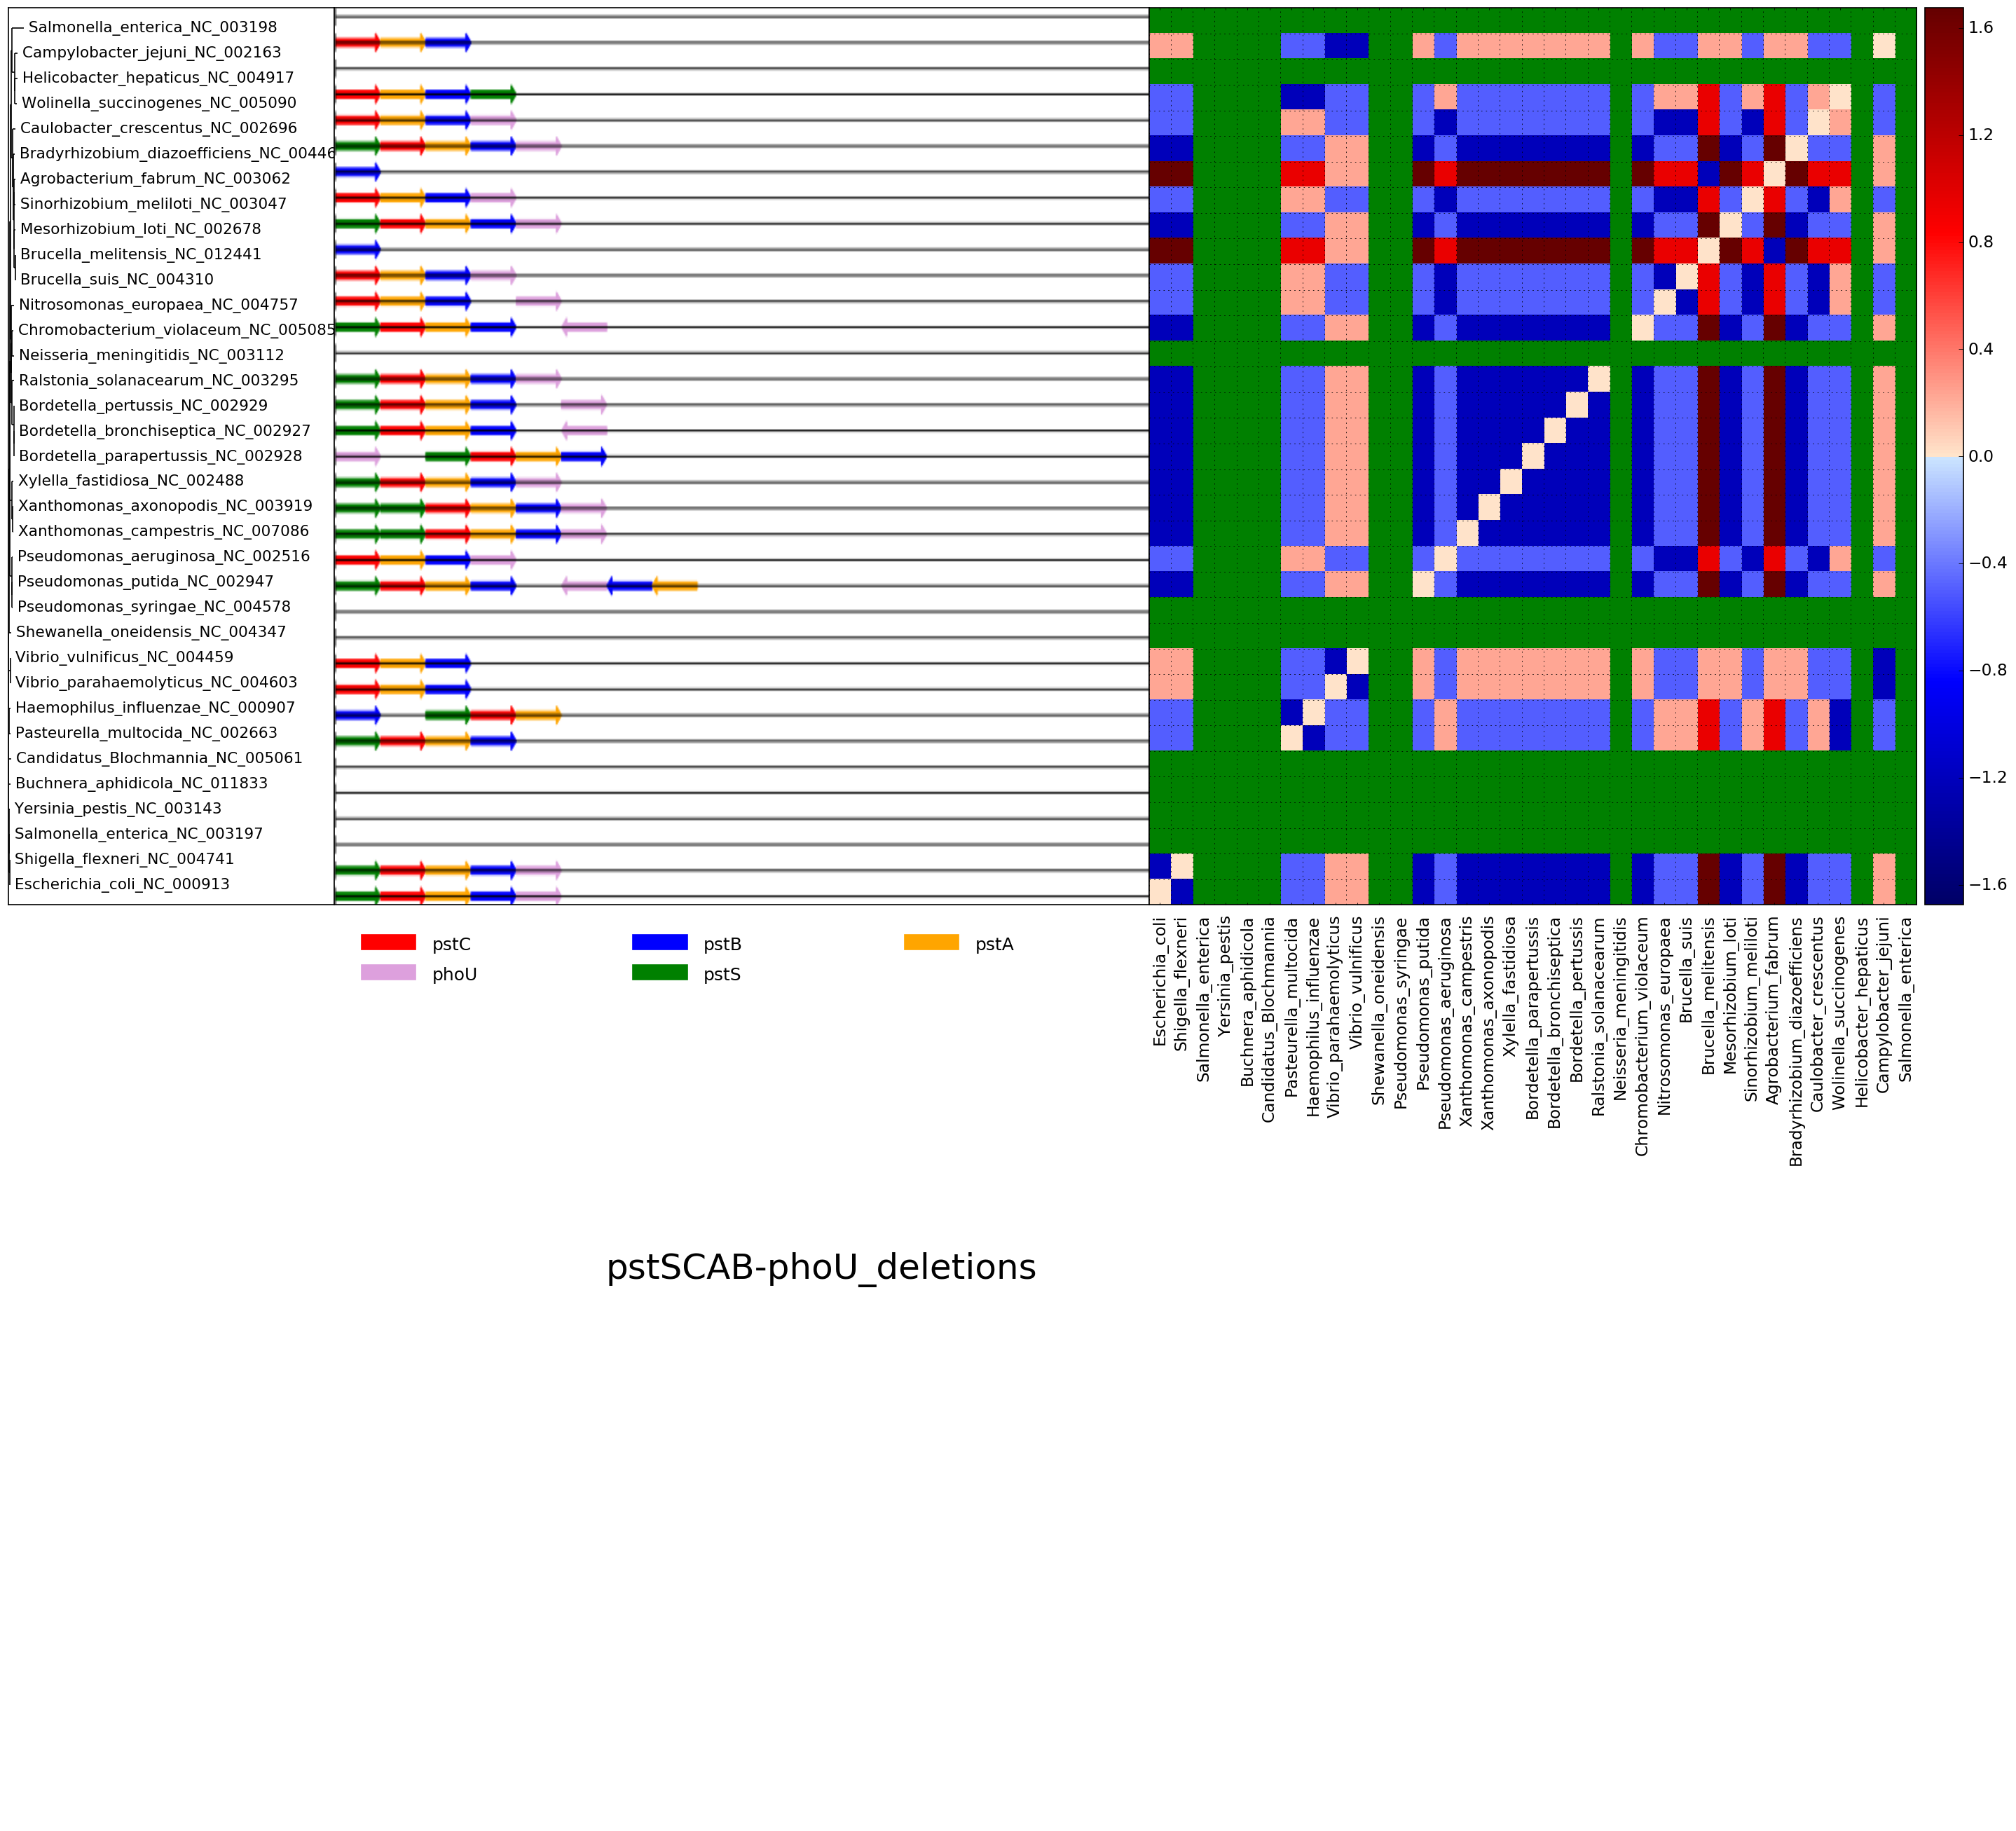 Salmonella_enterica_NC_003198
Campylobacter_jejuni_NC_002163
Helicobacter_hepaticus_NC_004917
Wolinella_succinogenes_NC_005090
Caulobacter_crescentus_NC_002696
Bradyrhizobium_diazoefficiens_NC_00446
Agrobacterium_fabrum_NC_003062
Sinorhizobium_meliloti_NC_003047
Mesorhizobium_loti_NC_002678
Brucella_melitensis_NC_012441
Brucella_suis_NC_004310
Nitrosomonas_europaea_NC_004757
Chromobacterium_violaceum_NC_005085
Neisseria_meningitidis_NC_003112
Ralstonia_solanacearum_NC_003295
Bordetella_pertussis_NC_002929
Bordetella_bronchiseptica_NC_002927
Bordetella_parapertussis_NC_002928
Xylella_fastidiosa_NC_002488
Xanthomonas_axonopodis_NC_003919
Xanthomonas_campestris_NC_007086
Pseudomonas_aeruginosa_NC_002516
Pseudomonas_putida_NC_002947
Pseudomonas_syringae_NC_004578
Shewanella_oneidensis_NC_004347
Vibrio_vulnificus_NC_004459
Vibrio_parahaemolyticus_NC_004603
Haemophilus_influenzae_NC_000907
Pasteurella_multocida_NC_002663
Candidatus_Blochmannia_NC_005061
Buchnera_aphidicola_NC_011833
Yersinia_pestis_NC_003143
Salmonella_enterica_NC_003197
Shigella_flexneri_NC_004741
Escherichia_coli_NC_000913
1.6
1.2
0.8
0.4
0.0
−0.4
−0.8
−1.2
−1.6
Escherichia_coli
Shigella_flexneri
Salmonella_enterica
Yersinia_pestis
Buchnera_aphidicola
Candidatus_Blochmannia
Pasteurella_multocida
Haemophilus_influenzae
Vibrio_parahaemolyticus
Vibrio_vulnificus
Shewanella_oneidensis
Pseudomonas_syringae
Pseudomonas_putida
Pseudomonas_aeruginosa
Xanthomonas_campestris
Xanthomonas_axonopodis
Xylella_fastidiosa
Bordetella_parapertussis
Bordetella_bronchiseptica
Bordetella_pertussis
Ralstonia_solanacearum
Neisseria_meningitidis
Chromobacterium_violaceum
Nitrosomonas_europaea
Brucella_suis
Brucella_melitensis
Mesorhizobium_loti
Sinorhizobium_meliloti
Agrobacterium_fabrum
Bradyrhizobium_diazoefficiens
Caulobacter_crescentus
Wolinella_succinogenes
Helicobacter_hepaticus
Campylobacter_jejuni
Salmonella_enterica
pstC
pstB
pstA
phoU
pstS
pstSCAB-phoU_deletions